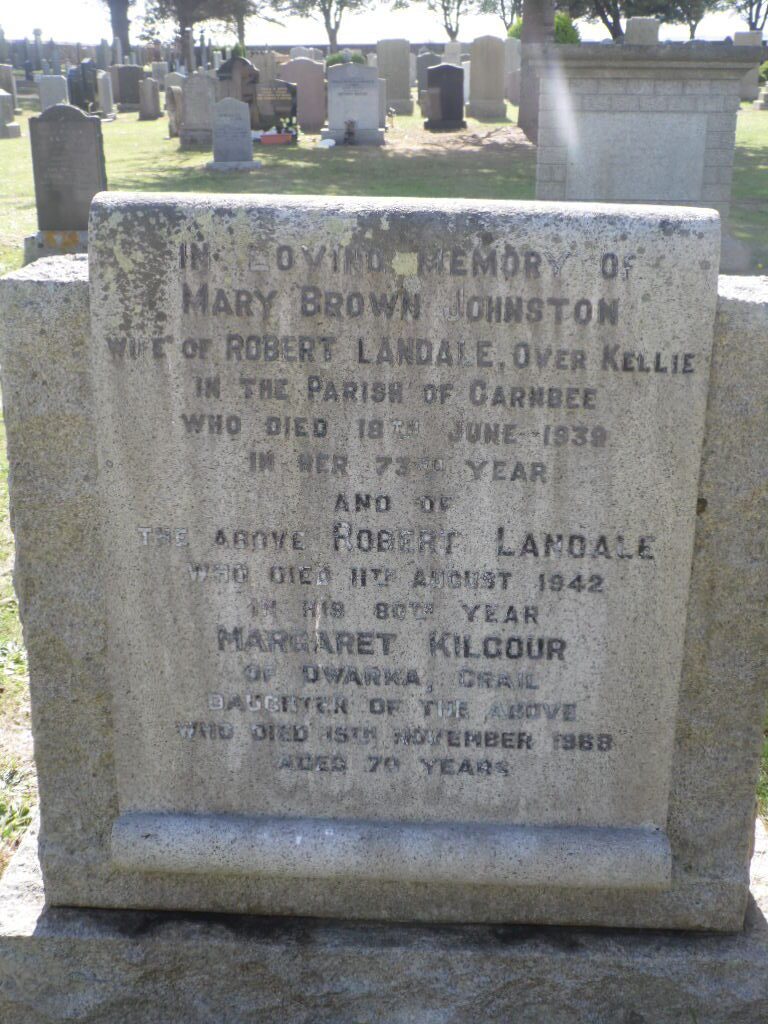 IN LOVING MEMORY OF
MARY BROWN JOHNSTON
WIFE OF ROBERT LANDALE, OVER KELLIE
IN THE PARISH OF CARNBEE
WHO DIED 18TH JUNE 1939
IN HER 73RD YEAR
AND OF
THE ABOVE ROBERT LANDALE
WHO DIED 11TH AUGUST 1942
IN HIS 80TH YEAR
MARGARET KILGOUR
OF DWARKA, CRAIL
DAUGHTER OF THE ABOVE
WHO DIED 15TH NOVEMBER 1968
AGED 70 YEARS